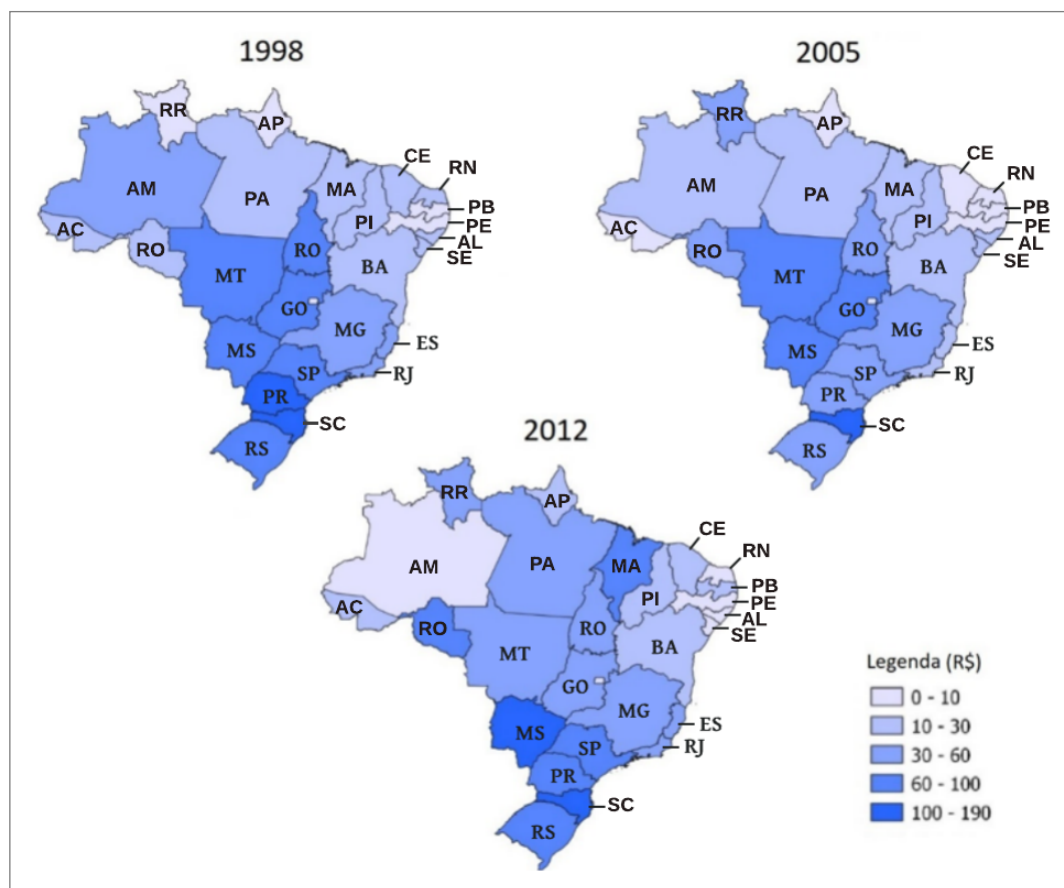 1998
RR
AP
CE
RN
AM
PA
MA
PB
PI
PE
AC
RO
RO
AL
SE
MT
BA
GO
MG
MS
ES
SP
RJ
PR
SC
RS
2005
RR
AP
CE
RN
AM
PA
MA
PB
PI
PE
AC
RO
RO
AL
SE
MT
BA
GO
MG
MS
ES
SP
RJ
PR
SC
RS
2012
RR
AP
CE
RN
AM
PA
MA
PB
PI
PE
AC
AL
RO
RO
SE
MT
BA
GO
MG
MS
ES
SP
RJ
PR
SC
RS
Legenda (R$)
0 - 10
10 - 30
30 - 60
60 - 100
100 - 190